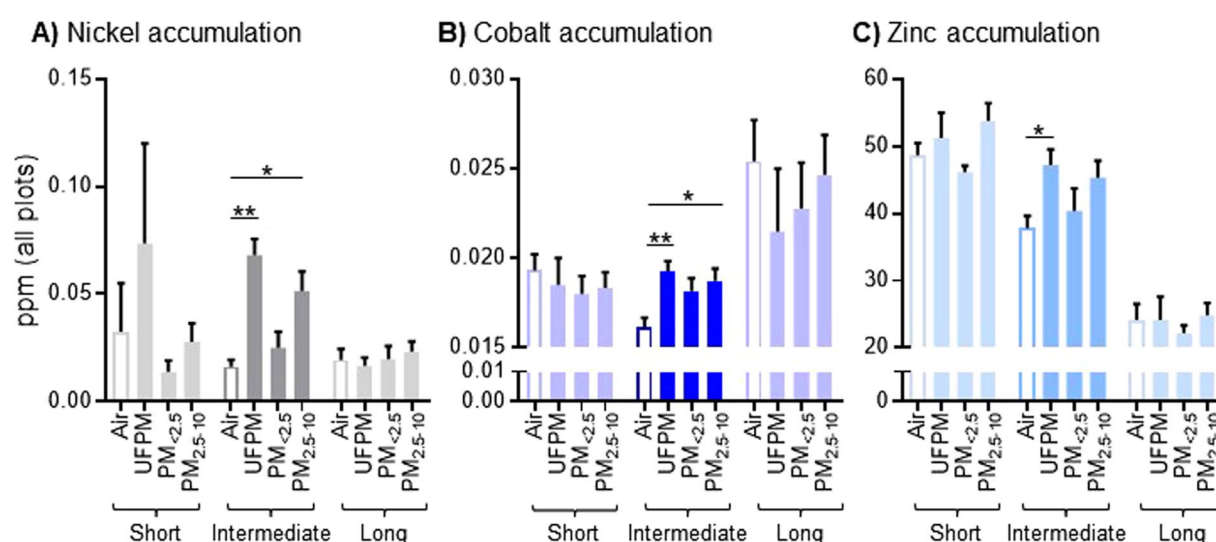 A) Nickel accumulation
ppm (all plots)
0.15
0.10
0.05
0.00
**
*
Air
UFPM
PM<2.5
PM2.5-10
Air
UFPM
PM<2.5
PM2.5-10
Air
UFPM
PM<2.5
PM2.5-10
Short
Intermediate
Long
B) Cobalt accumulation
0.030
0.025
0.020
0.015
0.01
0.00
**
*
Air
UFPM
PM<2.5
PM2.5-10
Air
UFPM
PM<2.5
PM2.5-10
Air
UFPM
PM<2.5
PM2.5-10
Short
Intermediate
Long
C) Zinc accumulation
60
50
40
30
20
0
*
Air
UFPM
PM<2.5
PM2.5-10
Air
UFPM
PM<2.5
PM2.5-10
Air
UFPM
PM<2.5
PM2.5-10
Short
Intermediate
Long